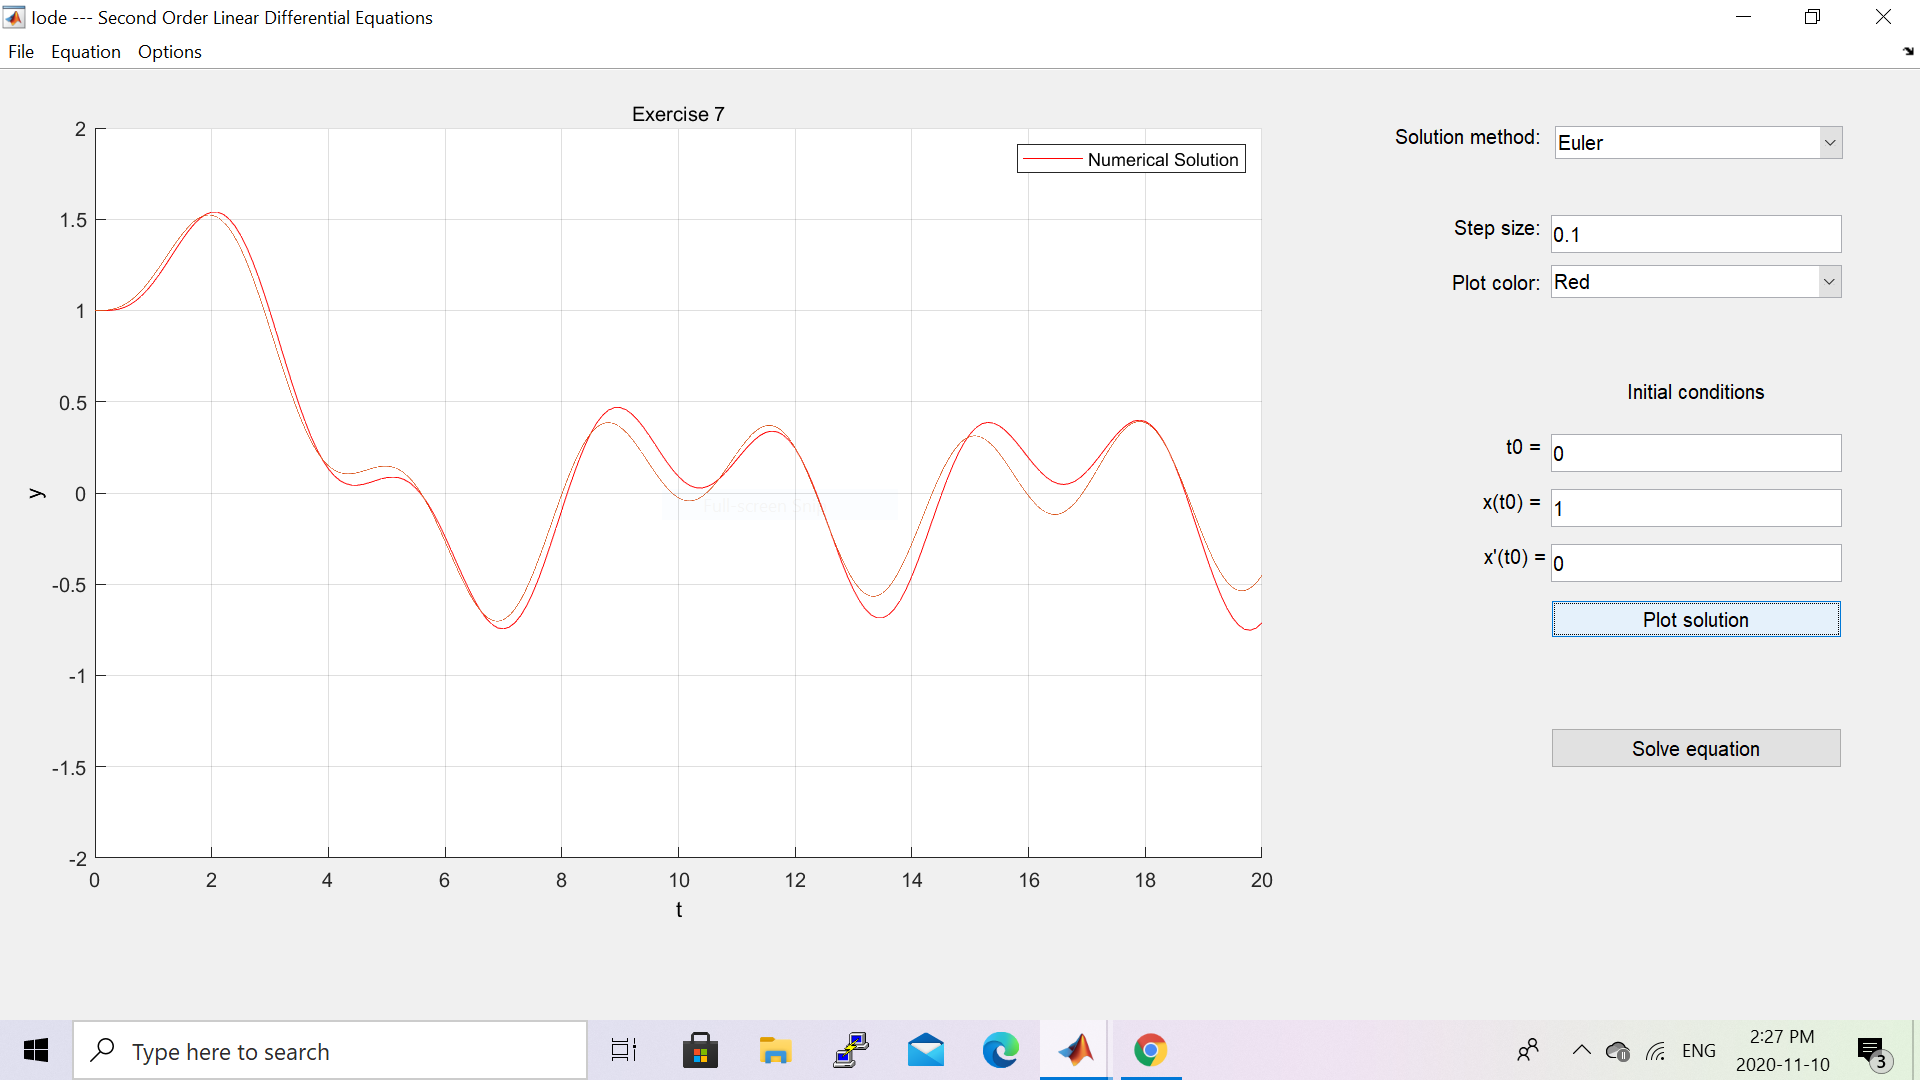 Iode --- Second Order Linear Differential Equations
File Equation Options
Exercise 7
Numerical Solution
2
1.5
1
0.5
0
-0.5
-1
-1.5
-2
y
0 2 4 6 8 10 12 14 16 18 20
t
Full-screen Snip
Solution method: Euler
Step size: 0.1
Plot color: Red
Initial conditions
t0 = 0
x(t0) = 1
x'(t0) = 0
Plot solution
Solve equation
Type here to search
ENG
2:27 PM
2020-11-10
3